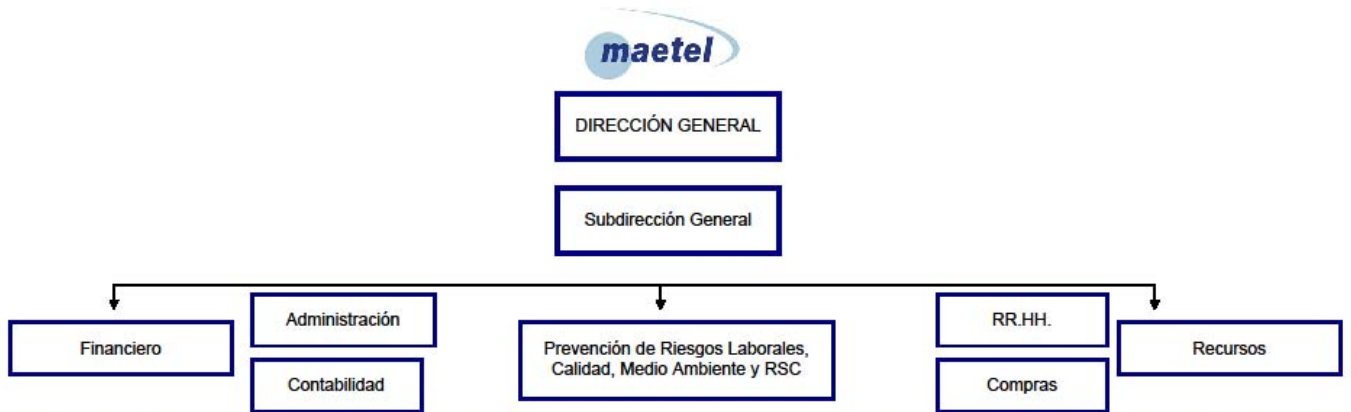 maetel
DIRECCIÓN GENERAL
Subdirección General
Financiero
Administración
Contabilidad
Prevención de Riesgos Laborales,
Calidad, Medio Ambiente y RSC
RR.HH.
Compras
Recursos